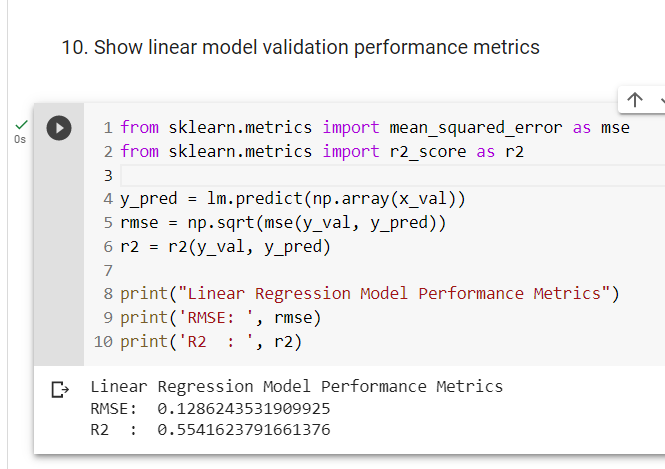 10. Show linear model validation performance metrics
0s
1 from sklearn.metrics import mean_squared_error as mse
2 from sklearn.metrics import r2_score as r2
3
4 y_pred = lm.predict(np.array(x_val))
5 rmse = np.sqrt(mse(y_val, y_pred))
6 r2 = r2(y_val, y_pred)
7
8 print("Linear Regression Model Performance Metrics")
9 print('RMSE: ', rmse)
10 print('R2  : ', r2)
Linear Regression Model Performance Metrics
RMSE:  0.1286243531909925
R2  :  0.5541623791661376